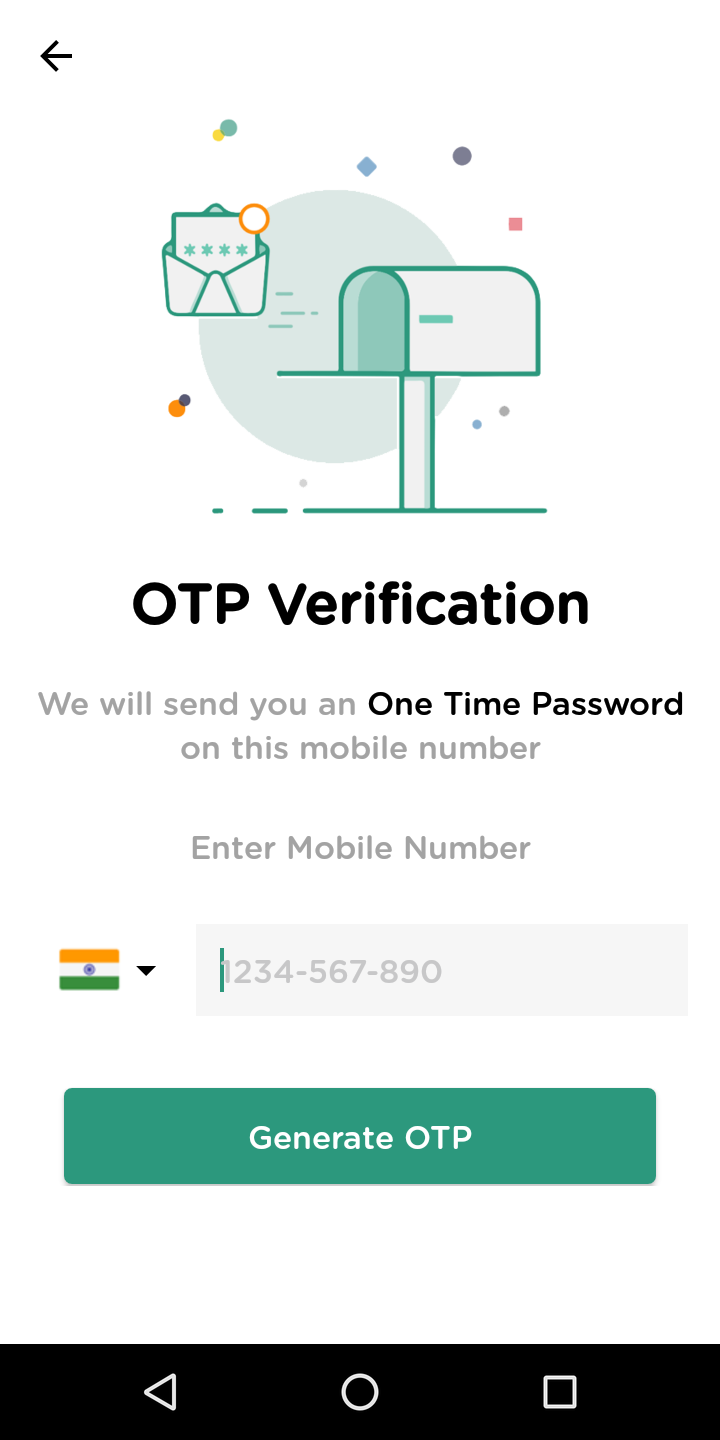 OTP Verification
We will send you an One Time Password
on this mobile number
Enter Mobile Number
1234-567-890
Generate OTP